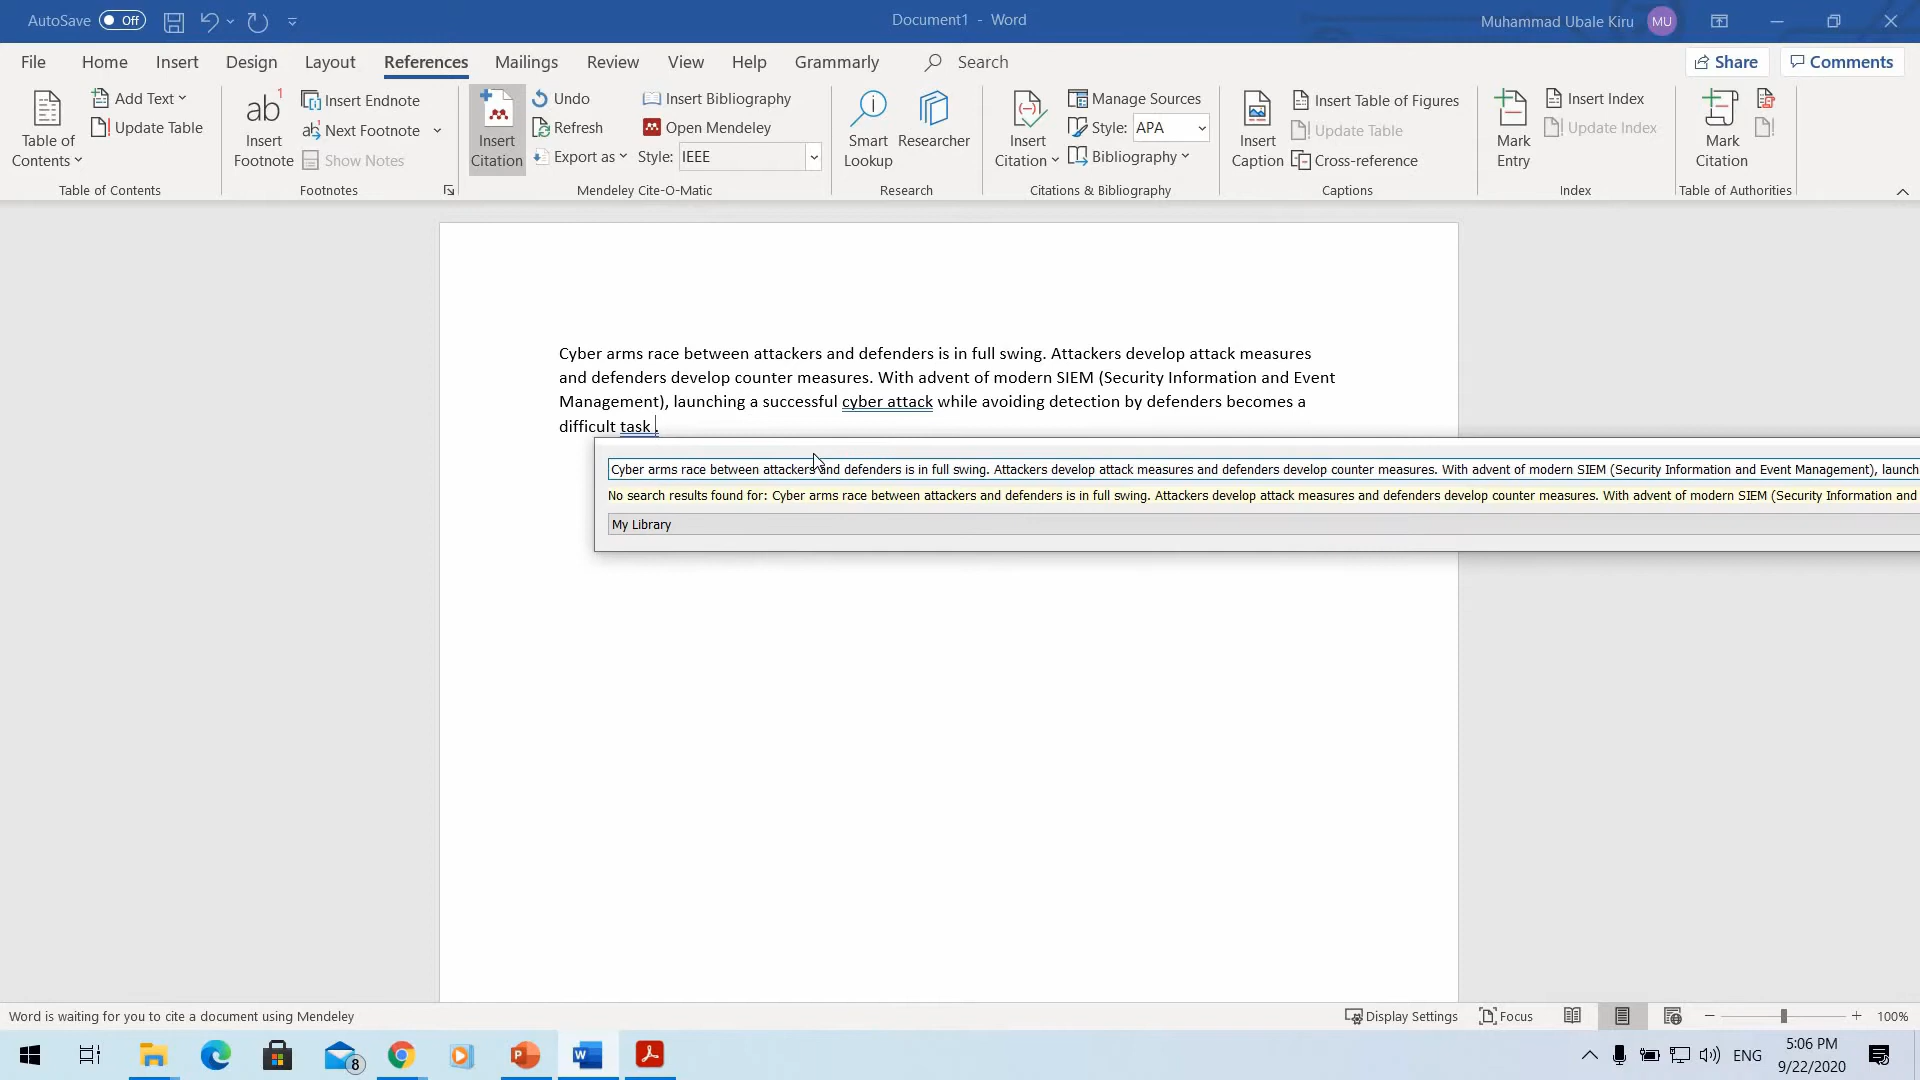 AutoSave Off
Document1 - Word
Muhammad Ubale Kiru MU
File Home Insert Design Layout References Mailings Review View Help Grammarly Search
Share Comments
Table of Contents
Add Text
Update Table
Table of Contents
ab 1
Insert Footnote
Insert Endnote
Next Footnote
Show Notes
Footnotes
Insert Citation
Undo
Refresh
Export as
Insert Bibliography
Open Mendeley
Style: IEEE
Mendeley Cite-O-Matic
Smart Lookup
Researcher
Research
Insert Citation
Manage Sources
Style: APA
Bibliography
Citations & Bibliography
Insert Caption
Insert Table of Figures
Update Table
Cross-reference
Captions
Mark Entry
Insert Index
Update Index
Index
Mark Citation
Table of Authorities
Cyber arms race between attackers and defenders is in full swing. Attackers develop attack measures
and defenders develop counter measures. With advent of modern SIEM (Security Information and Event
Management), launching a successful cyber attack while avoiding detection by defenders becomes a
difficult task .
Cyber arms race between attackers and defenders is in full swing. Attackers develop attack measures and defenders develop counter measures. With advent of modern SIEM (Security Information and Event Management), launch
No search results found for: Cyber arms race between attackers and defenders is in full swing. Attackers develop attack measures and defenders develop counter measures. With advent of modern SIEM (Security Information and
My Library
Word is waiting for you to cite a document using Mendeley
Display Settings Focus 100%
8
ENG
5:06 PM
9/22/2020